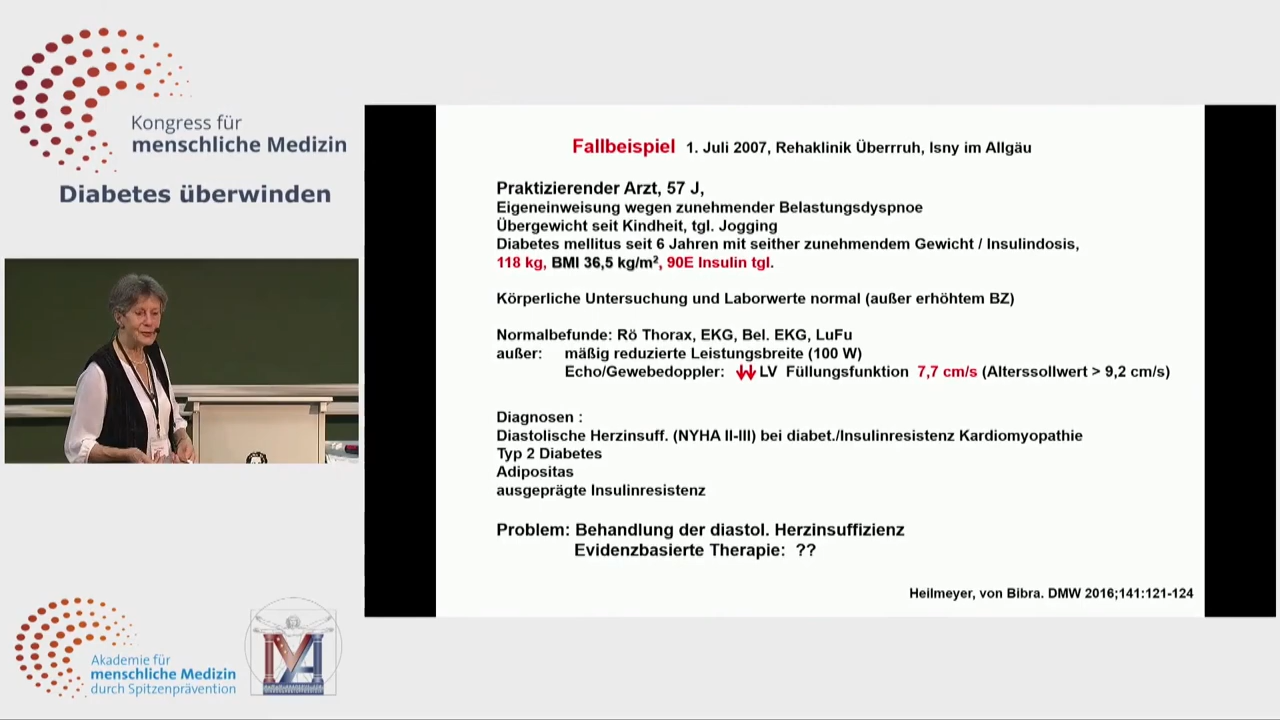 Kongress für
menschliche Medizin
Diabetes überwinden
Fallbeispiel 1. Juli 2007, Rehaklinik Überrruh, Isny im Allgäu
Praktizierender Arzt, 57 J,
Eigeneinweisung wegen zunehmender Belastungsdyspnoe
Übergewicht seit Kindheit, tgl. Jogging
Diabetes mellitus seit 6 Jahren mit seither zunehmendem Gewicht / Insulindosis,
118 kg, BMI 36,5 kg/m², 90E Insulin tgl.
Körperliche Untersuchung und Laborwerte normal (außer erhöhtem BZ)
Normalbefunde: Rö Thorax, EKG, Bel. EKG, LuFu
außer: mäßig reduzierte Leistungsbreite (100 W)
Echo/Gewebedoppler: LV Füllungsfunktion 7,7 cm/s (Alterssollwert > 9,2 cm/s)
Diagnosen :
Diastolische Herzinsuff. (NYHA II-III) bei diabet./Insulinresistenz Kardiomyopathie
Typ 2 Diabetes
Adipositas
ausgeprägte Insulinresistenz
Problem: Behandlung der diastol. Herzinsuffizienz
Evidenzbasierte Therapie: ??
Heilmeyer, von Bibra. DMW 2016;141:121-124
Akademie für
menschliche Medizin
durch Spitzenprävention